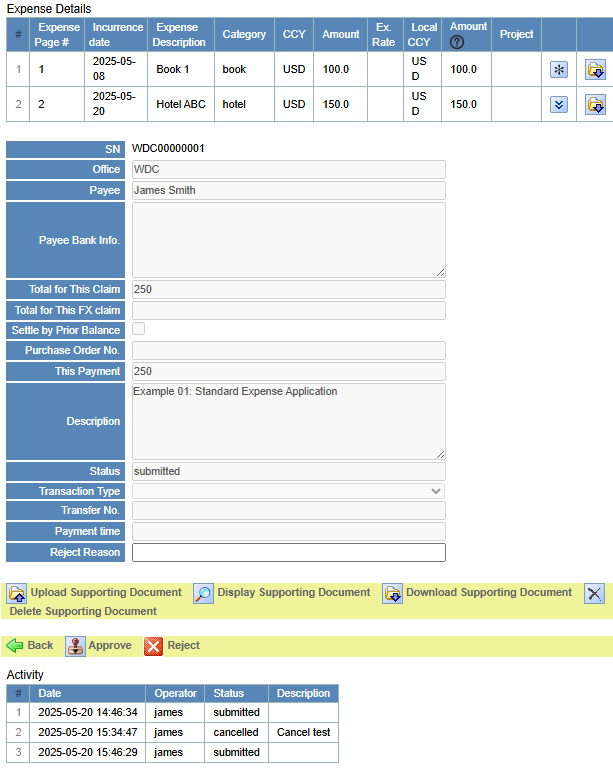 Expense Details
# Expense Page # Incurrence date Expense Description Category CCY Amount Ex. Rate Local CCY Amount ? Project
1 1 2025-05-08 Book 1 book USD 100.0 USD 100.0
2 2 2025-05-20 Hotel ABC hotel USD 150.0 USD 150.0
SN WDC00000001
Office WDC
Payee James Smith
Payee Bank Info.
Total for This Claim 250
Total for This FX claim
Settle by Prior Balance
Purchase Order No.
This Payment 250
Description Example 01: Standard Expense Application
Status submitted
Transaction Type
Transfer No.
Payment time
Reject Reason
Upload Supporting Document Display Supporting Document Download Supporting Document
Delete Supporting Document
Back Approve Reject
Activity
# Date Operator Status Description
1 2025-05-20 14:46:34 james submitted
2 2025-05-20 15:34:47 james cancelled Cancel test
3 2025-05-20 15:46:29 james submitted